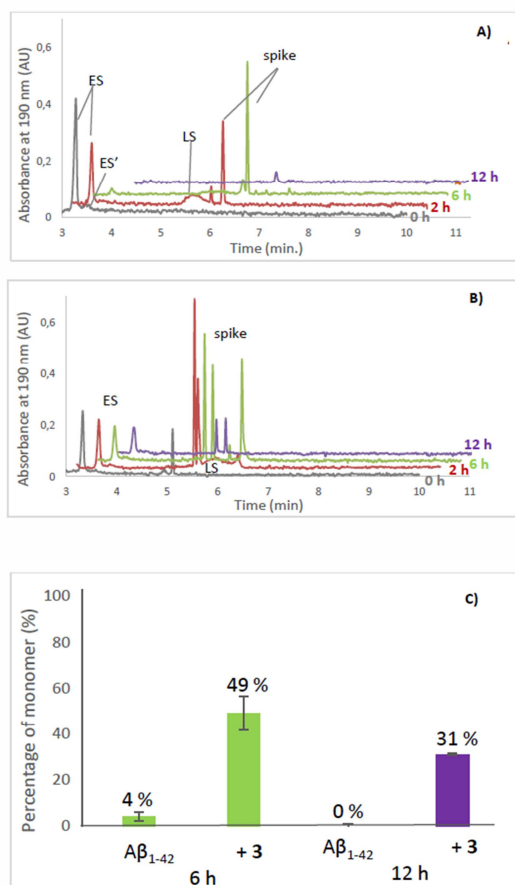 A)
0,6
ES
spike
0,4
LS
ES'
0,2
12 h
6 h
2 h
0 h
0
3 4 5 6 7 8 9 10 11
Time (min.)
Absorbance at 190 nm (AU)
B)
0,6
spike
0,4
ES
0,2
12 h
6 h
LS
2 h
0 h
0
3 4 5 6 7 8 9 10 11
Time (min)
Absorbance at 190 nm (AU)
C)
100
80
60
49 %
40
31 %
20
4 %
0 %
0
Percentage of monomer (%)
Aβ1-42 + 3 Aβ1-42 + 3
6 h 12 h